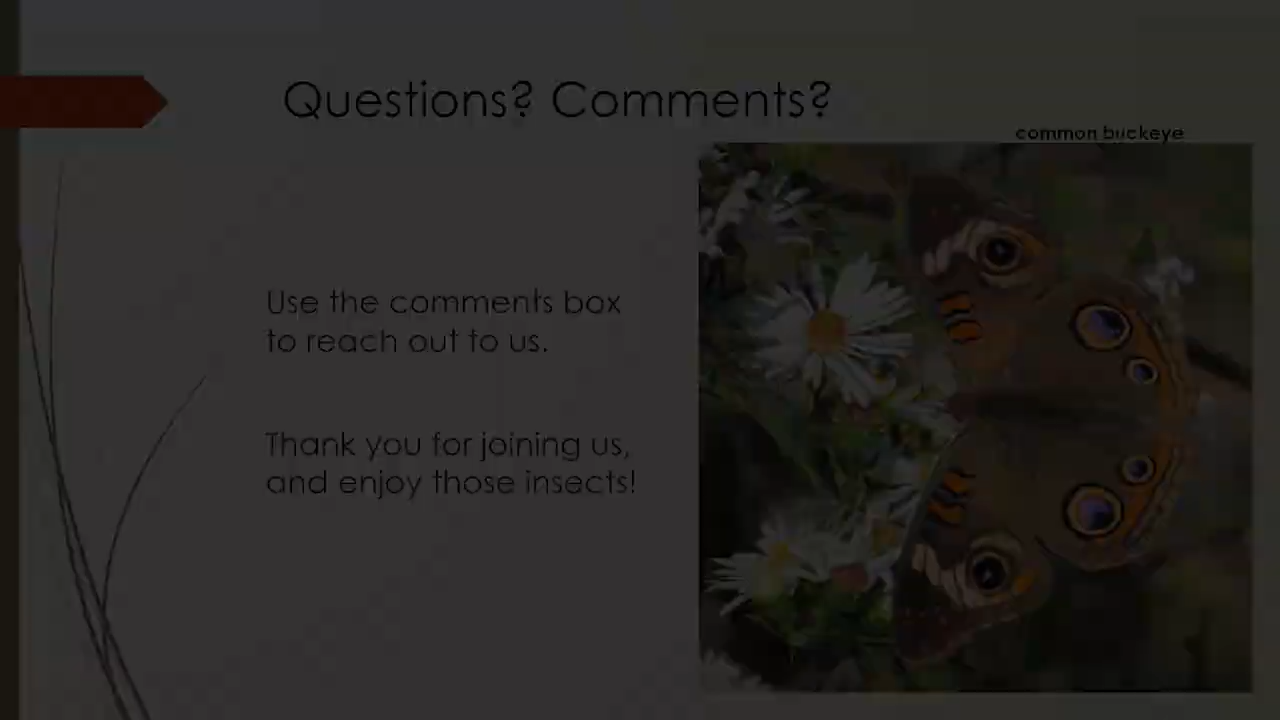 Questions? Comments?
common buckeye
Use the comments box
to reach out to us.
Thank you for joining us,
and enjoy those insects!